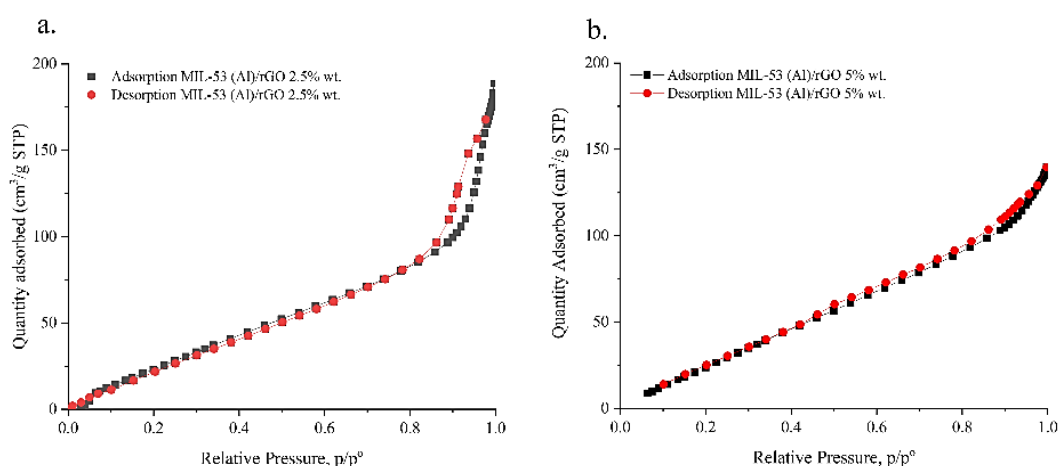 a.
Quantity adsorbed (cm³/g STP)
200
150
100
50
0
Adsorption MIL-53 (Al)/rGO 2.5% wt.
Desorption MIL-53 (Al)/rGO 2.5% wt.
0.0 0.2 0.4 0.6 0.8 1.0
Relative Pressure, p/pº
b.
Quantity Adsorbed (cm³/g STP)
200
150
100
50
0
Adsorption MIL-53 (Al)/rGO 5% wt.
Desorption MIL-53 (Al)/rGO 5% wt.
0.0 0.2 0.4 0.6 0.8 1.0
Relative Pressure, p/pº